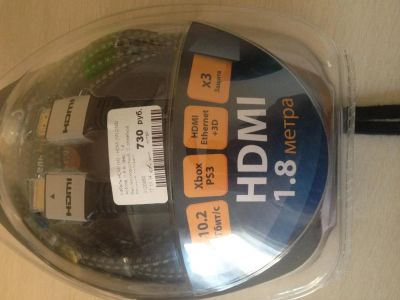 HDMI
1.8 метра
x3
Защита
HDMI
Ethernet
+3D
Xbox
PS3
10.2
Гбит/с
730 руб.
HDMI
HDMI